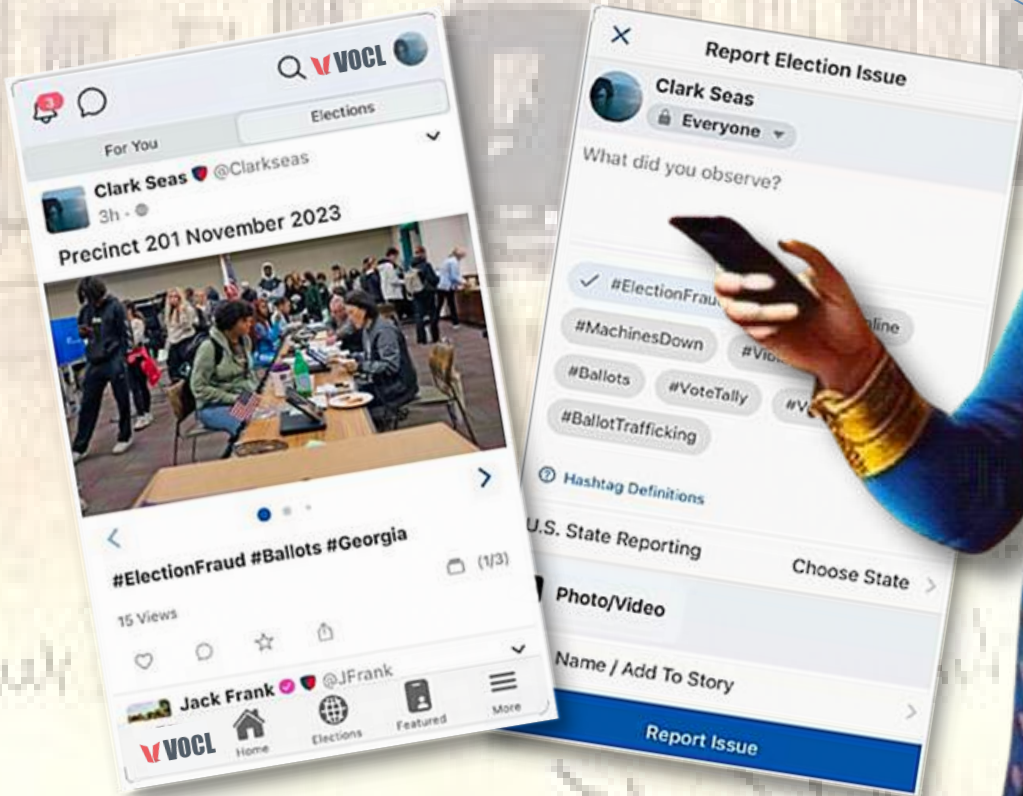 3
VOCL
For You
Elections
Clark Seas @Clarkseas
3h
Precinct 201 November 2023
#ElectionFraud #Ballots #Georgia
(1/3)
15 Views
Jack Frank @JFrank
VOCL
Home
Elections
Featured
More
Report Election Issue
Clark Seas
Everyone
What did you observe?
#MachinesDown
#Ballots
#VoteTally
#BallotTrafficking
Hashtag Definitions
U.S. State Reporting
Choose State
Photo/Video
Name / Add To Story
Report Issue